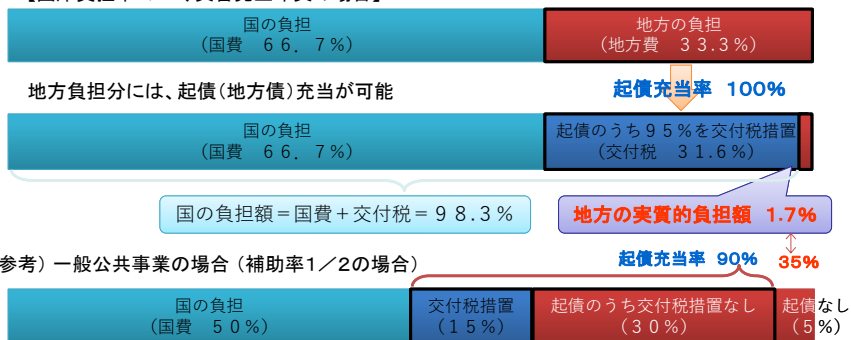 国の負担
(国費 66.7%)
地方の負担
(地方費 33.3%)
地方負担分には、起債(地方債)充当が可能
起債充当率 100%
国の負担
(国費 66.7%)
起債のうち95%を交付税措置
(交付税 31.6%)
国の負担額=国費+交付税=98.3%
地方の実質的負担額 1.7%
参考) 一般公共事業の場合 (補助率1/2の場合)
起債充当率 90%
35%
国の負担
(国費 50%)
交付税措置
(15%)
起債のうち交付税措置なし
(30%)
起債なし
(5%)